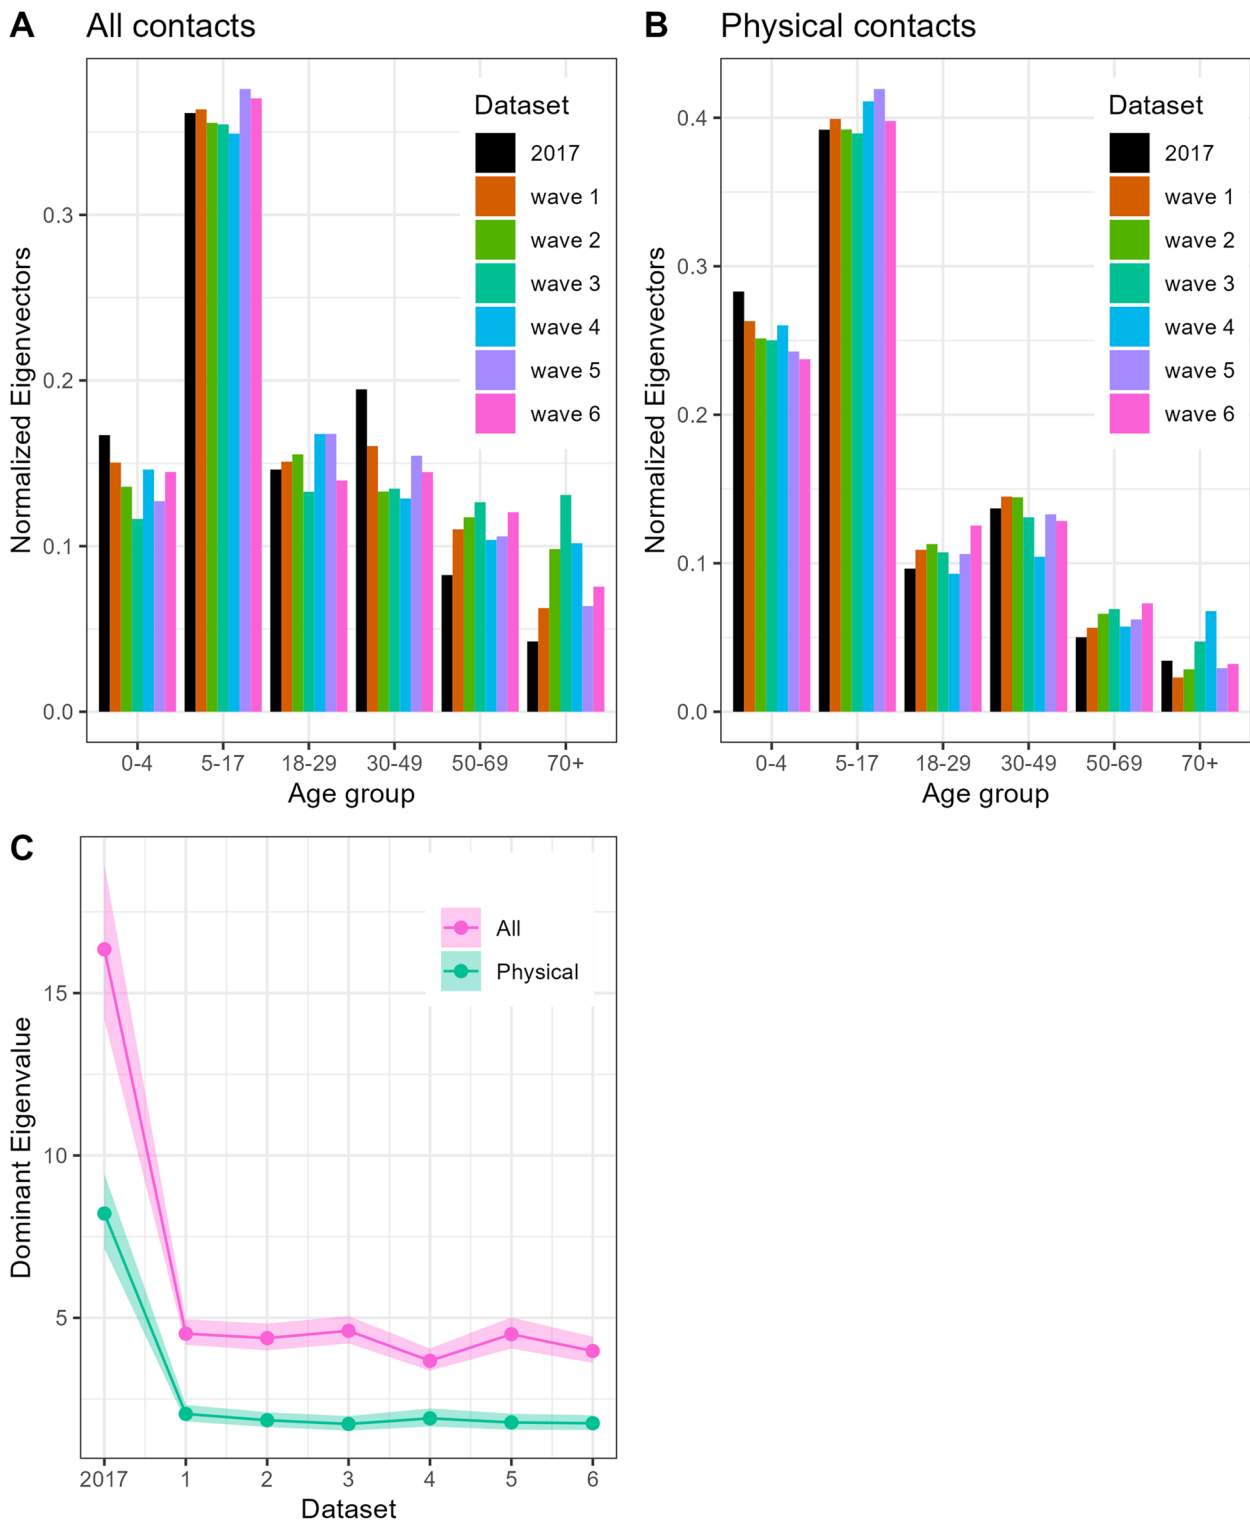 A All contacts
Normalized Eigenvectors
0.3
0.2
0.1
0.0
Dataset
2017
wave 1
wave 2
wave 3
wave 4
wave 5
wave 6
0-4 5-17 18-29 30-49 50-69 70+
Age group
B Physical contacts
Normalized Eigenvectors
0.4
0.3
0.2
0.1
0.0
Dataset
2017
wave 1
wave 2
wave 3
wave 4
wave 5
wave 6
0-4 5-17 18-29 30-49 50-69 70+
Age group
C
Dominant Eigenvalue
15
10
5
All
Physical
2017 1 2 3 4 5 6
Dataset